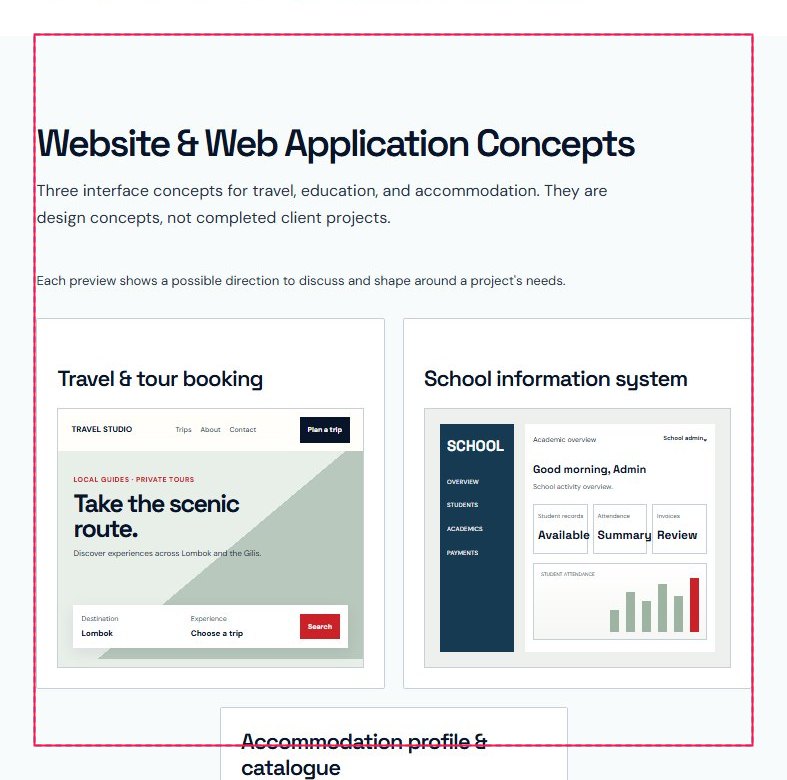 Website & Web Application Concepts
Three interface concepts for travel, education, and accommodation. They are
design concepts, not completed client projects.
Each preview shows a possible direction to discuss and shape around a project's needs.
Travel & tour booking
TRAVEL STUDIO
Trips About Contact
Plan a trip
LOCAL GUIDES · PRIVATE TOURS
Take the scenic
route.
Discover experiences across Lombok and the Gilis.
Destination
Lombok
Experience
Choose a trip
Search
School information system
SCHOOL
OVERVIEW
STUDENTS
ACADEMICS
PAYMENTS
Academic overview
School admin
Good morning, Admin
School activity overview.
Student records
Available
Attendance
Summary
Invoices
Review
STUDENT ATTENDANCE
Accommodation profile &
catalogue